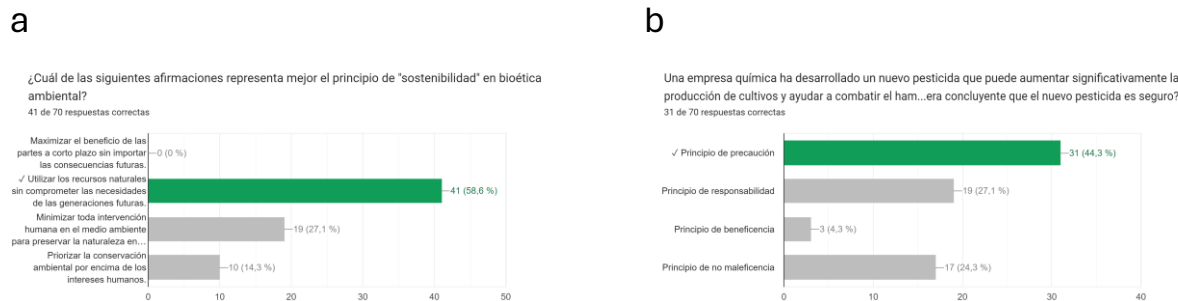 a
¿Cuál de las siguientes afirmaciones representa mejor el principio de "sostenibilidad" en bioética
ambiental?
41 de 70 respuestas correctas
Maximizar el beneficio de las
partes a corto plazo sin importar
las consecuencias futuras.
0 (0 %)
✓ Utilizar los recursos naturales
sin comprometer las necesidades
de las generaciones futuras.
41 (58,6 %)
Minimizar toda intervención
humana en el medio ambiente
para preservar la naturaleza en…
19 (27,1 %)
Priorizar la conservación
ambiental por encima de los
intereses humanos.
10 (14,3 %)
0 10 20 30 40 50
b
Una empresa química ha desarrollado un nuevo pesticida que puede aumentar significativamente la
producción de cultivos y ayudar a combatir el ham...era concluyente que el nuevo pesticida es seguro?
31 de 70 respuestas correctas
✓ Principio de precaución
31 (44,3 %)
Principio de responsabilidad
19 (27,1 %)
Principio de beneficencia
3 (4,3 %)
Principio de no maleficencia
17 (24,3 %)
0 10 20 30 40